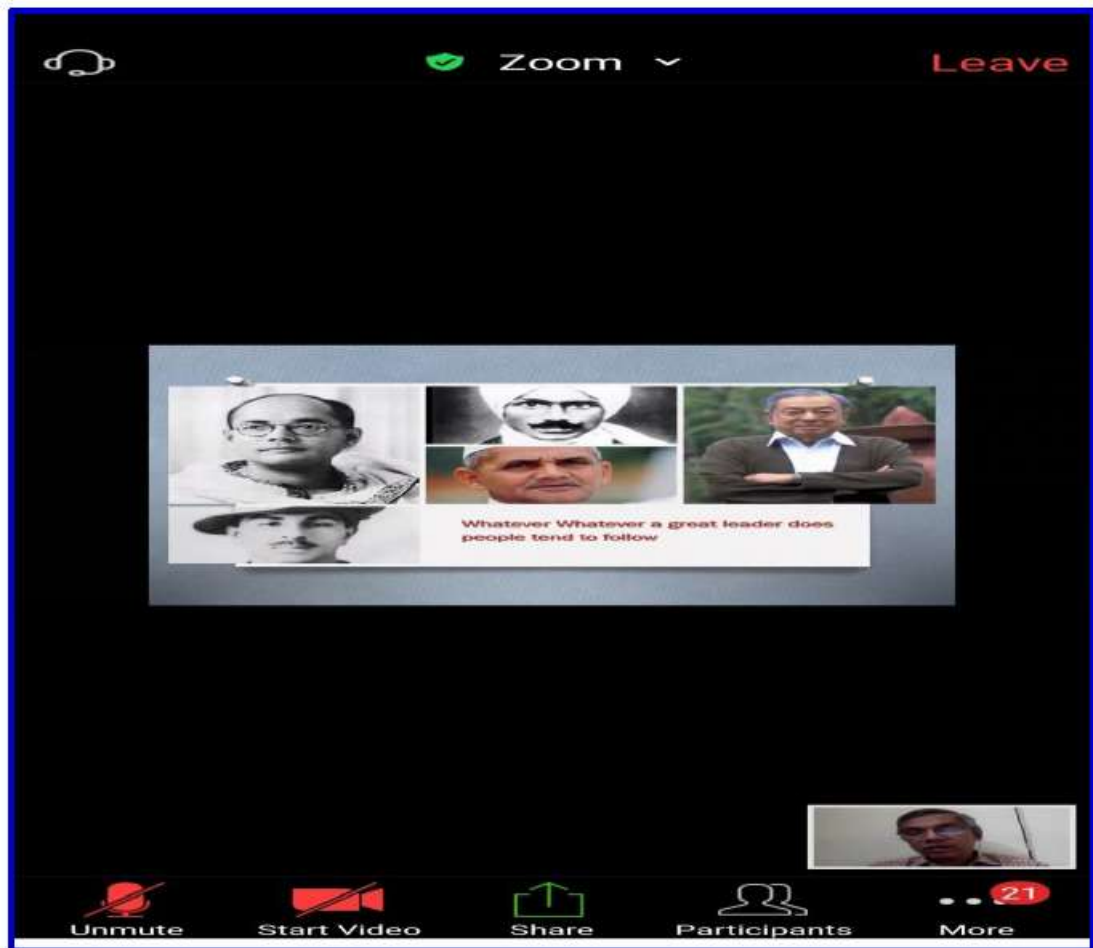 Zoom
Leave
Whatever Whatever a great leader does
people tend to follow
21
Unmute
Start Video
Share
Participants
More